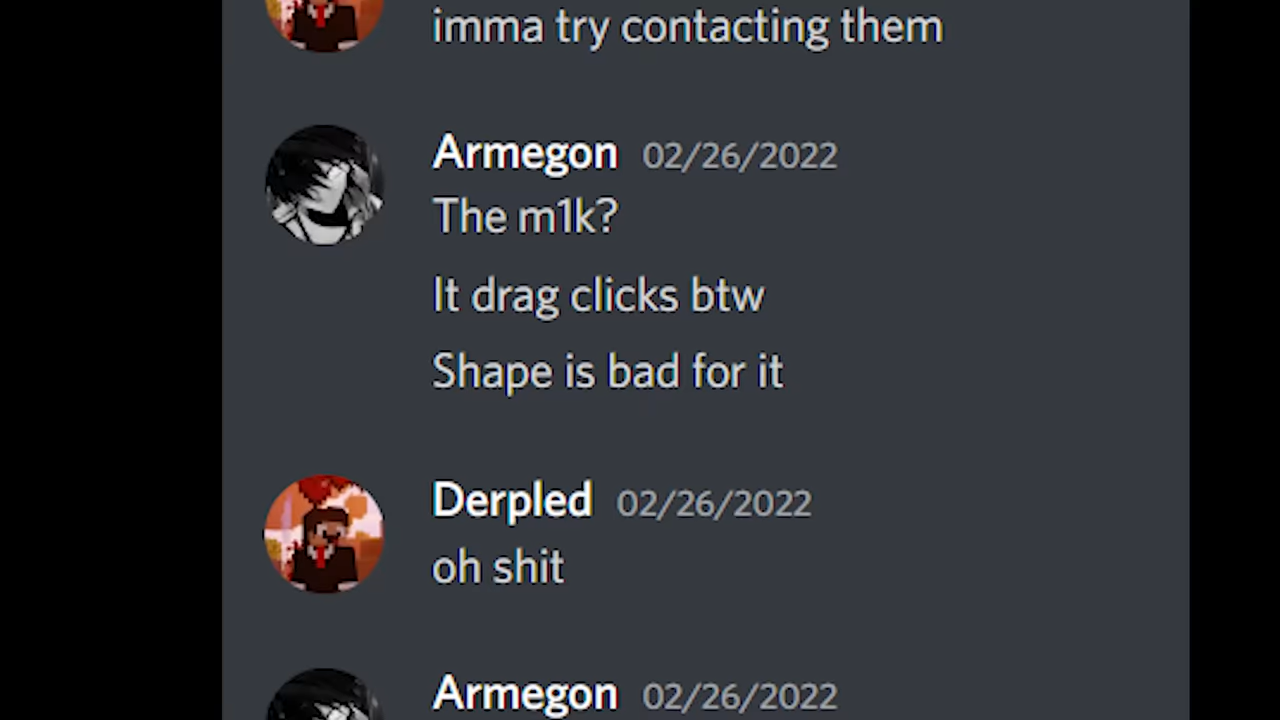 imma try contacting them
Armegon 02/26/2022
The m1k?
It drag clicks btw
Shape is bad for it
Derpled 02/26/2022
oh shit
Armegon 02/26/2022